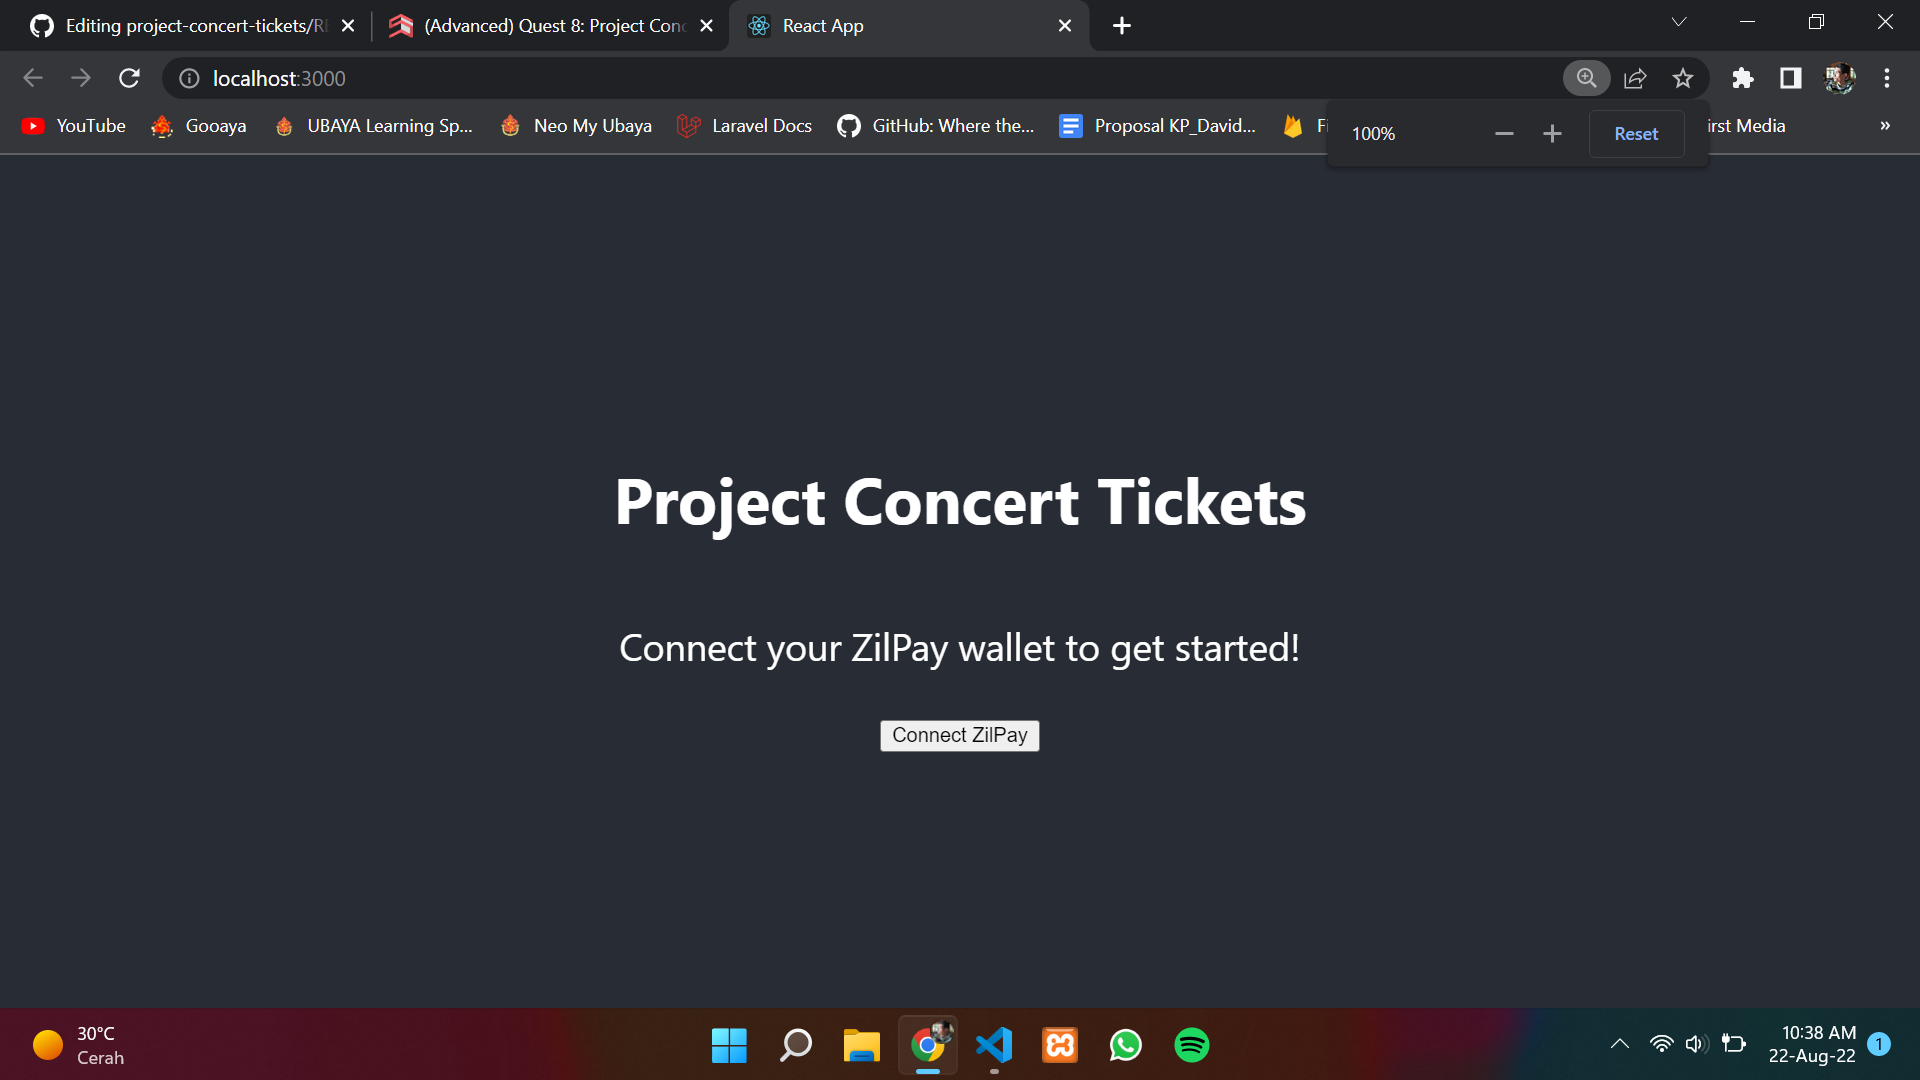 Editing project-concert-tickets/RE
(Advanced) Quest 8: Project Conc
React App
localhost:3000
YouTube
Gooaya
UBAYA Learning Sp...
Neo My Ubaya
Laravel Docs
GitHub: Where the...
Proposal KP_David...
Fi
irst Media
»
100%
Reset
Project Concert Tickets
Connect your ZilPay wallet to get started!
Connect ZilPay
30°C
Cerah
10:38 AM
22-Aug-22
1